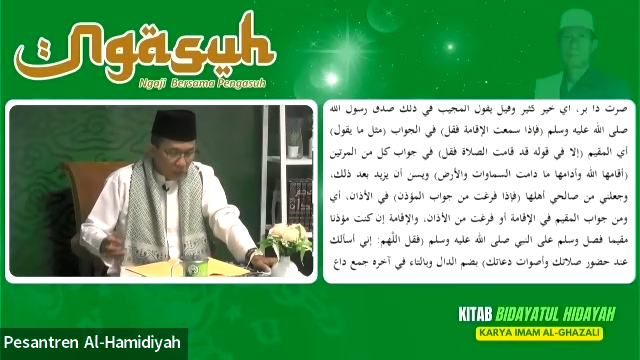 Ngasuh
Ngaji Bersama Pengasuh
صرت ذا بر، أي خير كثير وقيل يقول المجيب في ذلك صدق رسول الله
صلى الله عليه وسلم (فإذا سمعت الإقامة فقل) في الجواب (مثل ما يقول)
أي المقيم (إلا في قوله قد قامت الصلاة فقل) في جواب كل من المرتين
(أقامها الله وأدامها ما دامت السماوات والأرض) ويسن أن يزيد بعد ذلك،
وجعلني من صالحي أهلها (فإذا فرغت من جواب المؤذن) في الأذان، أي
ومن جواب المقيم في الإقامة أو فرغت من الأذان، والإقامة إن كنت مؤذنا
مقيما فصل وسلم على النبي صلى الله عليه وسلم (فقل اللهم: إني أسألك
عند حضور صلاتك وأصوات دعاتك) بضم الدال وبالتاء في آخره جمع داع
KITAB BIDAYATUL HIDAYAH
KARYA IMAM AL-GHAZALI
Pesantren Al-Hamidiyah